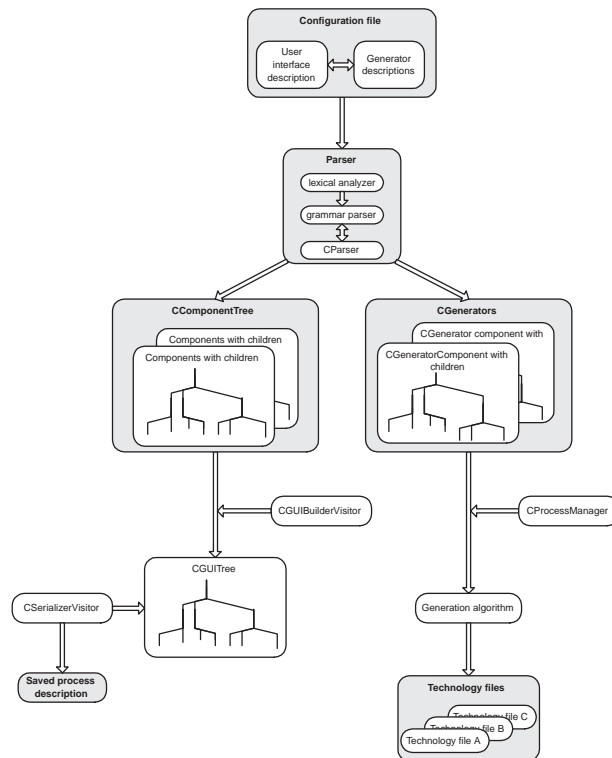 Configuration file
User
interface
description
Generator
descriptions
Parser
lexical analyzer
grammar parser
CParser
CComponentTree
Components with children
Components with children
CGenerators
CGenerator component with
CGeneratorComponent with
children
CGUIBuilderVisitor
CProcessManager
CGUITree
CSerializerVisitor
Generation algorithm
Saved process
description
Technology files
Technology file C
Technology file B
Technology file A